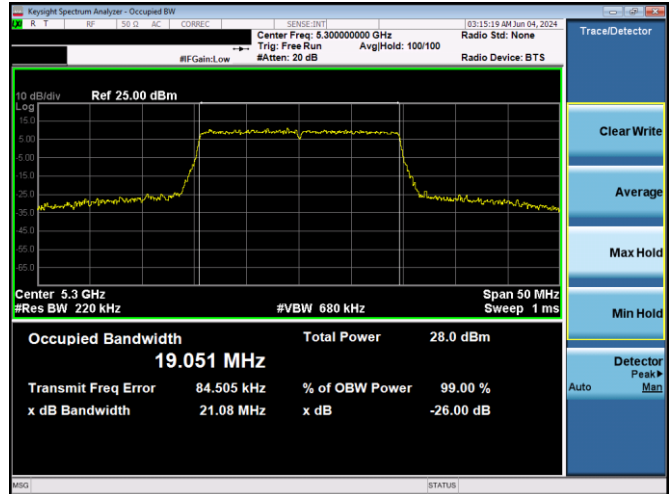 Keysight Spectrum Analyzer - Occupied BW
LXI R T RF 50 Ω AC CORREC SENSE:INT 03:15:19 AM Jun 04, 2024
Center Freq: 5.300000000 GHz Radio Std: None
Trig: Free Run Avg|Hold: 100/100
#IFGain:Low #Atten: 20 dB Radio Device: BTS
10 dB/div Ref 25.00 dBm
Log
15.0
5.00
-5.00
-15.0
-25.0
-35.0
-45.0
-55.0
-65.0
Center 5.3 GHz Span 50 MHz
#Res BW 220 kHz #VBW 680 kHz Sweep 1 ms
Occupied Bandwidth Total Power 28.0 dBm
19.051 MHz
Transmit Freq Error 84.505 kHz % of OBW Power 99.00 %
x dB Bandwidth 21.08 MHz x dB -26.00 dB
MSG STATUS
Trace/Detector
Clear Write
Average
Max Hold
Min Hold
Detector
Peak▶
Auto Man